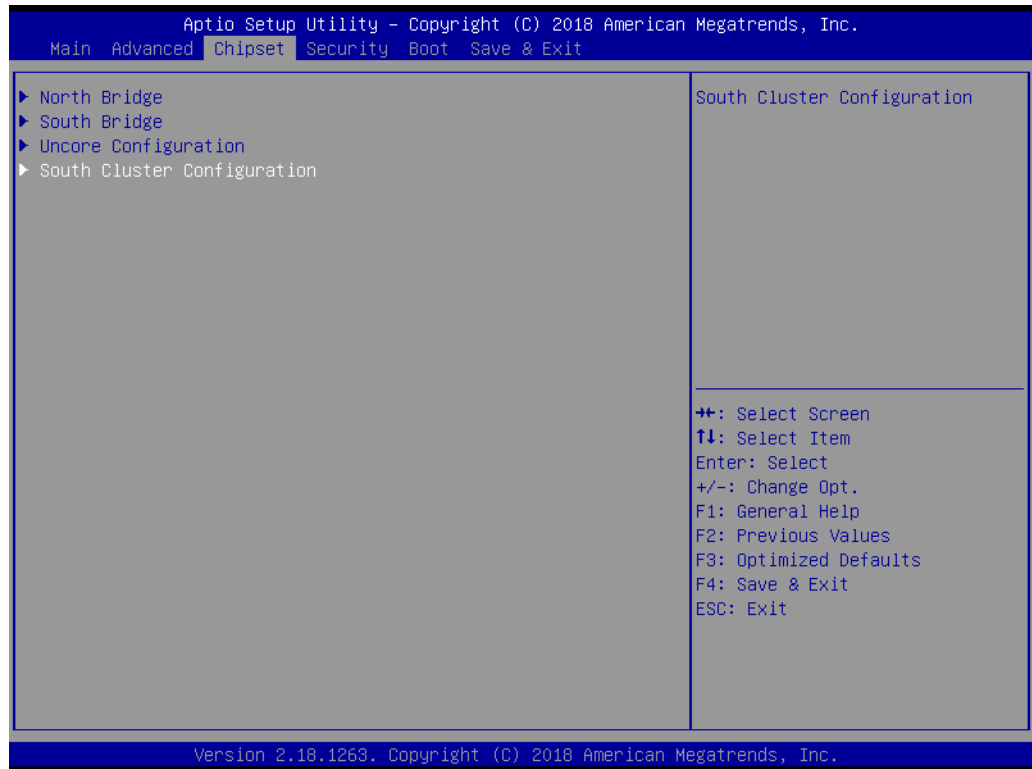 Aptio Setup Utility – Copyright (C) 2018 American Megatrends, Inc.
Main Advanced Chipset Security Boot Save & Exit
► North Bridge
► South Bridge
► Uncore Configuration
► South Cluster Configuration
South Cluster Configuration
→←: Select Screen
↑↓: Select Item
Enter: Select
+/-: Change Opt.
F1: General Help
F2: Previous Values
F3: Optimized Defaults
F4: Save & Exit
ESC: Exit
Version 2.18.1263. Copyright (C) 2018 American Megatrends, Inc.